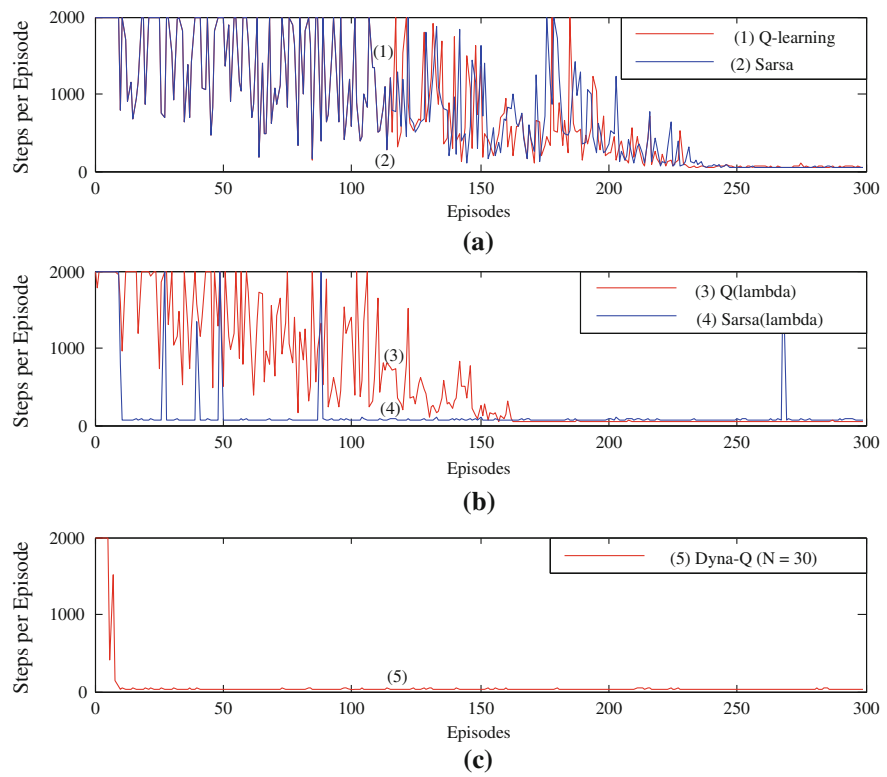 2000
(1) Q-learning
(1)
(2) Sarsa
Steps per Episode
1000
(2)
0
0 50 100 150 200 250 300
Episodes
(a)
2000
(3) Q(lambda)
(4) Sarsa(lambda)
Steps per Episode
1000
(3)
(4)
0
0 50 100 150 200 250 300
Episodes
(b)
2000
(5) Dyna-Q (N = 30)
Steps per Episode
1000
(5)
0
0 50 100 150 200 250 300
Episodes
(c)